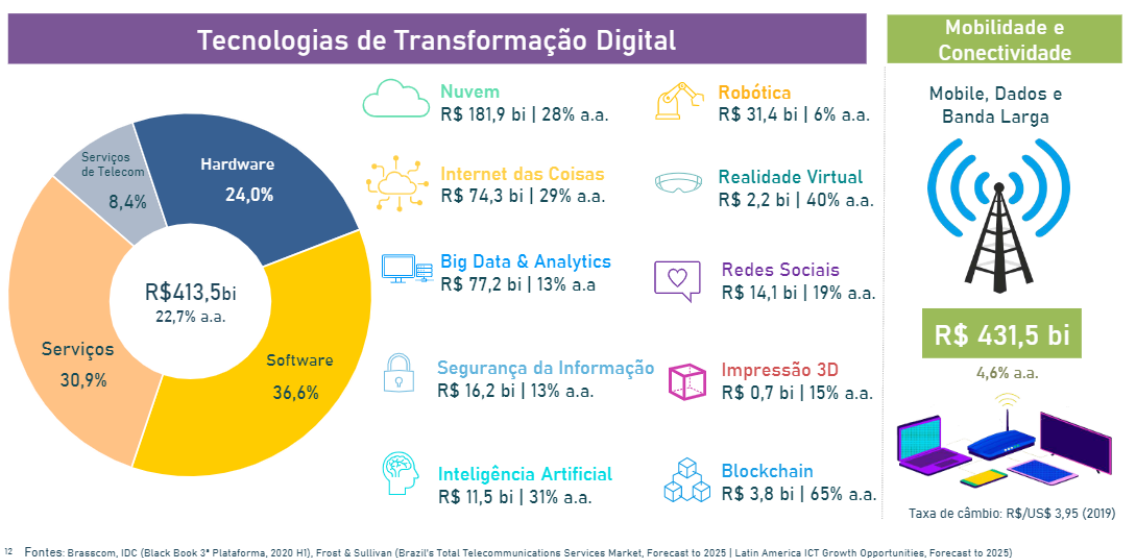 Tecnologias de Transformação Digital
Mobilidade e
Conectividade
Serviços
de Telecom
8,4%
Hardware
24,0%
R$413,5bi
22,7% a.a.
Serviços
30,9%
Software
36,6%
Nuvem
R$ 181,9 bi | 28% a.a.
Internet das Coisas
R$ 74,3 bi | 29% a.a.
Big Data & Analytics
R$ 77,2 bi | 13% a.a
Segurança da Informação
R$ 16,2 bi | 13% a.a.
Inteligência Artificial
R$ 11,5 bi | 31% a.a.
Robótica
R$ 31,4 bi | 6% a.a.
Realidade Virtual
R$ 2,2 bi | 40% a.a.
Redes Sociais
R$ 14,1 bi | 19% a.a.
Impressão 3D
R$ 0,7 bi | 15% a.a.
Blockchain
R$ 3,8 bi | 65% a.a.
Mobile, Dados e
Banda Larga
R$ 431,5 bi
4,6% a.a.
Taxa de câmbio: R$/US$ 3,95 (2019)
12 Fontes: Brasscom, IDC (Black Book 3ª Plataforma, 2020 H1), Frost & Sullivan (Brazil's Total Telecommunications Services Market, Forecast to 2025 | Latin America ICT Growth Opportunities, Forecast to 2025)